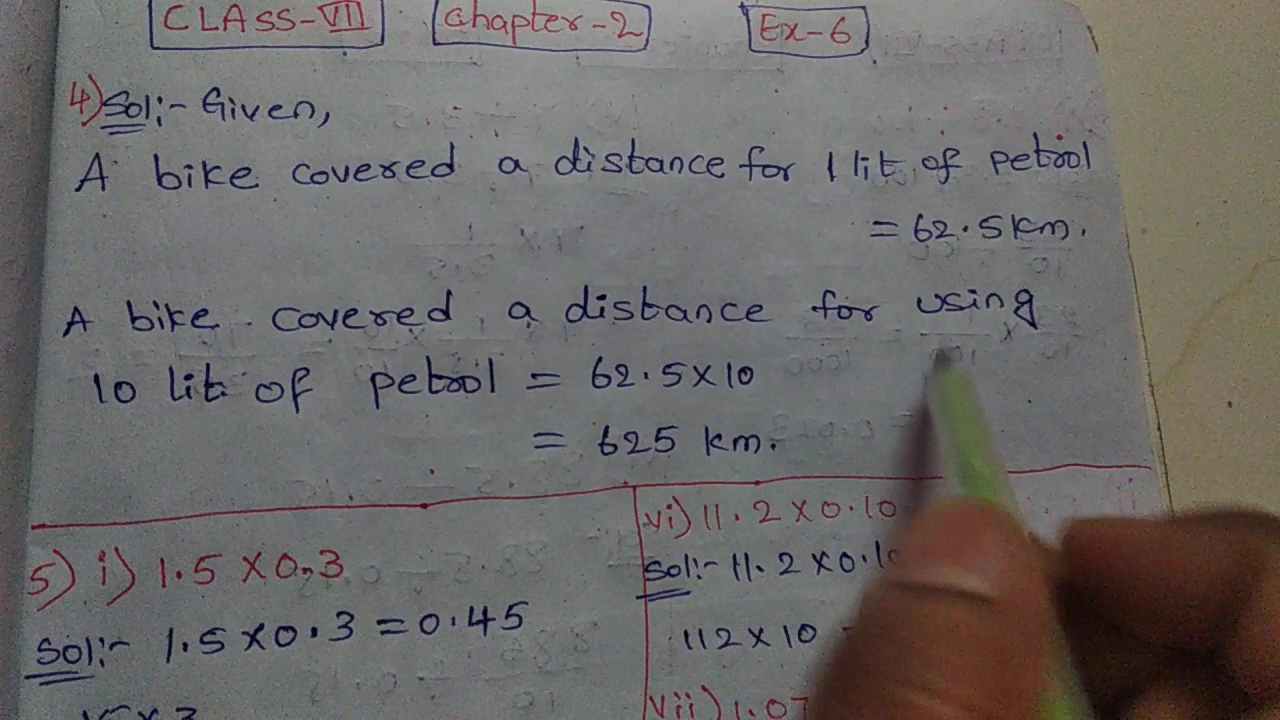 CLASS-VII Chapter-2 Ex-6
4) Sol:- Given,
A bike covered a distance for 1 lit of petrol
= 62.5 km.
A bike covered a distance for using
10 lit of petrol = 62.5 x 10
= 625 km.
5) i) 1.5 x 0.3
Sol:- 1.5 x 0.3 = 0.45
vi) 11.2 x 0.10
Sol:- 11.2 x 0.10
112 x 10
vii) 1.07